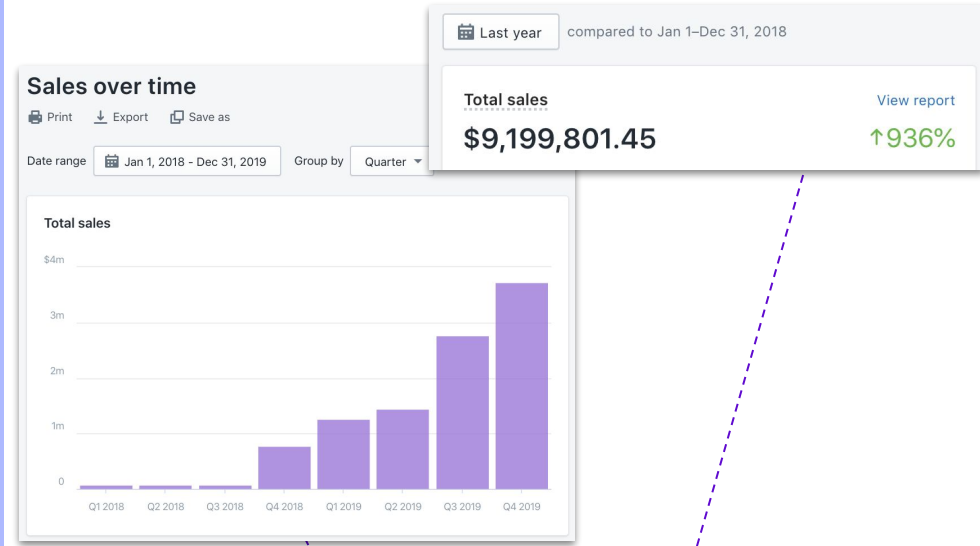 Last year compared to Jan 1–Dec 31, 2018
Total sales View report
$9,199,801.45 ↑936%
Sales over time
Print Export Save as
Date range Jan 1, 2018 - Dec 31, 2019 Group by Quarter
Total sales
$4m
3m
2m
1m
0
Q1 2018 Q2 2018 Q3 2018 Q4 2018 Q1 2019 Q2 2019 Q3 2019 Q4 2019